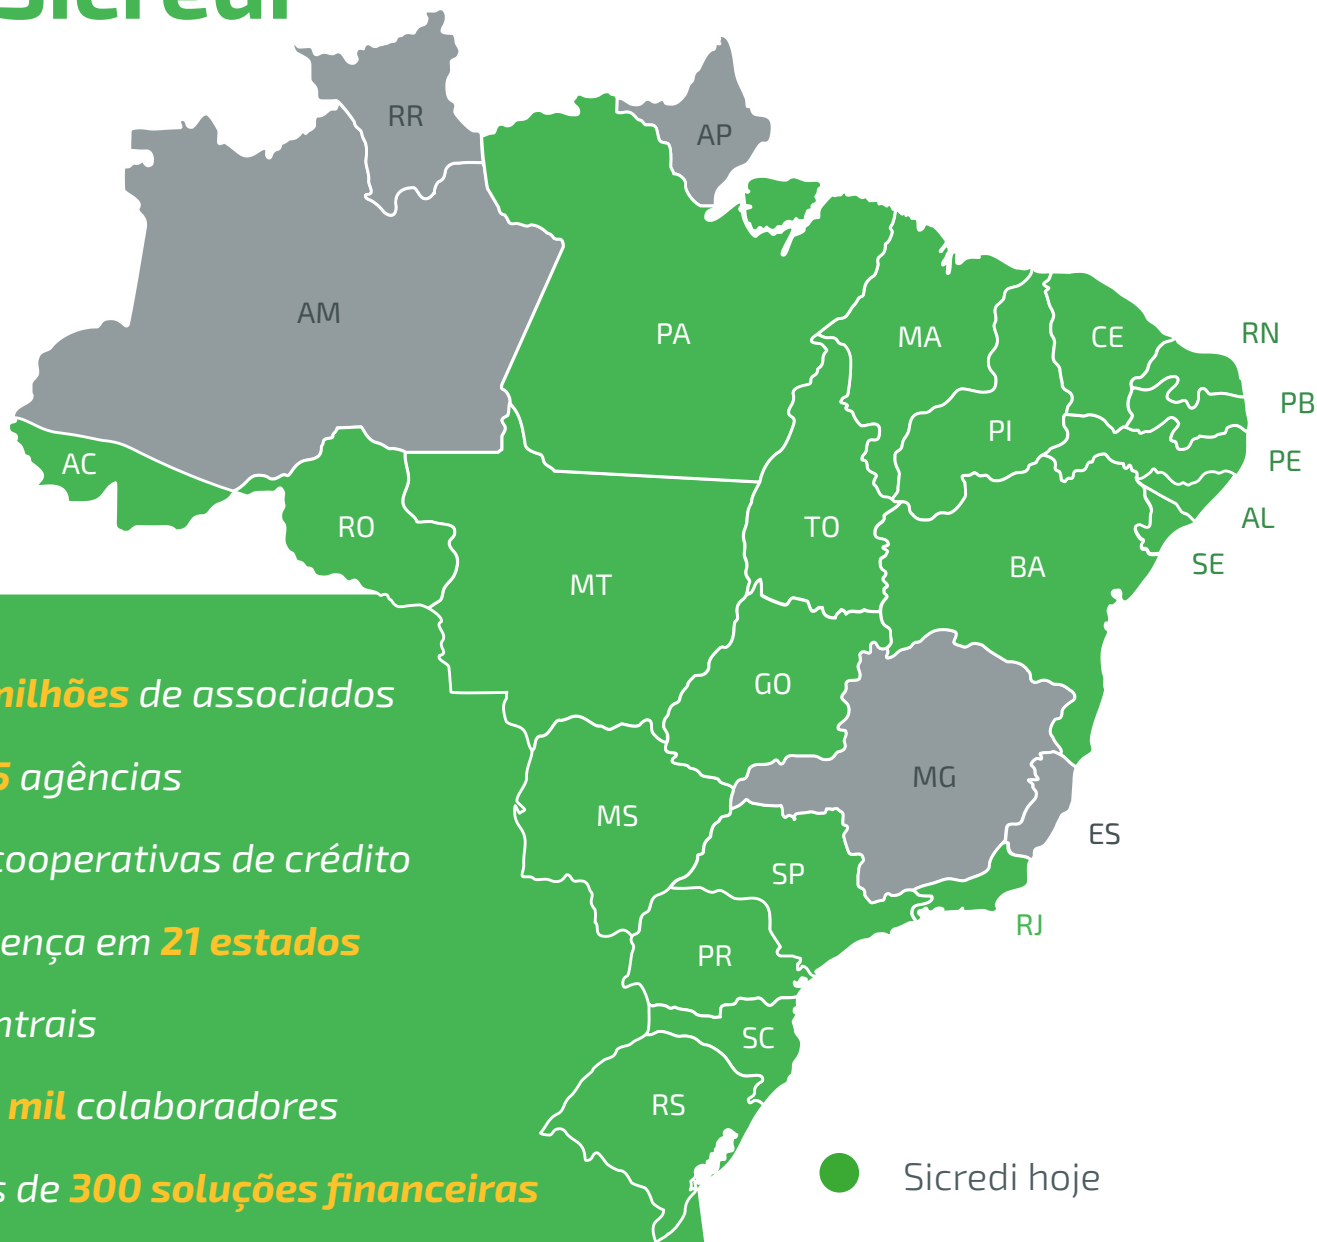 Sicredi
RR
AP
AM
PA
MA
CE
RN
PB
PI
PE
AC
AL
RO
TO
SE
BA
MT
GO
milhões de associados
MG
5 agências
MS
ES
cooperativas de crédito
SP
RJ
ença em 21 estados
PR
ntrais
SC
mil colaboradores
RS
s de 300 soluções financeiras
Sicredi hoje